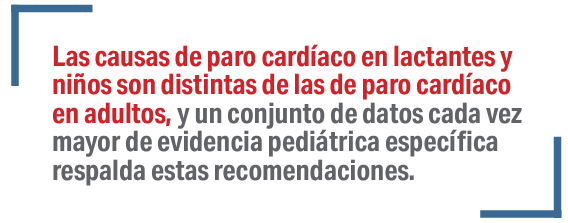 Las causas de paro cardíaco en lactantes y
niños son distintas de las de paro cardíaco
en adultos, y un conjunto de datos cada vez
mayor de evidencia pediátrica específica
respalda estas recomendaciones.